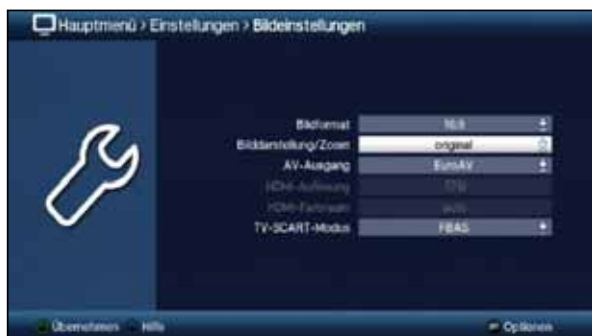 Hauptmenü > Einstellungen > Bildeinstellungen
Bildformat 16:9
Bilddarstellung/Zoom original
AV-Ausgang EuroAV
HDMI-Auflösung
HDMI-Farbraum auto
TV-SCART-Modus FBAS
Übernehmen Hilfe Optionen